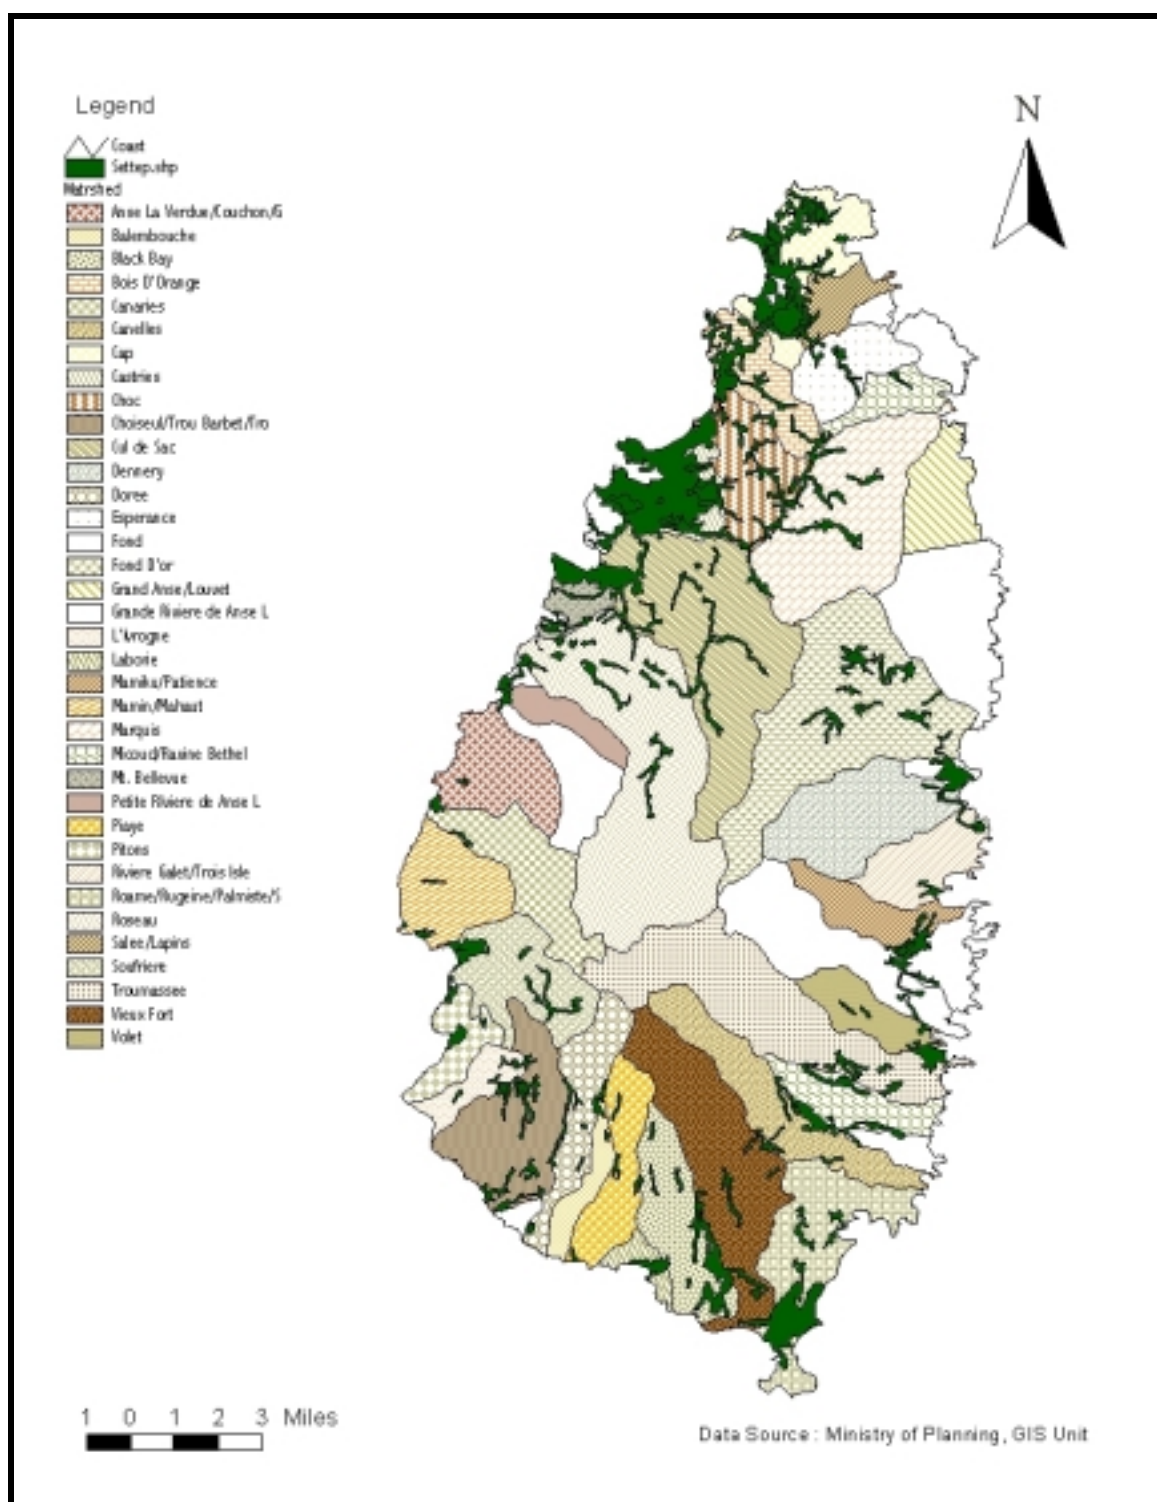 Legend
N
Coast
Settep.shp
Watrshed
Anse La Verdue/Couchon/G
Balembouche
Black Bay
Bois D'Orange
Canaries
Canelles
Cap
Castries
Choc
Choiseul/Trou Barbet/Tro
Cul de Sac
Dennery
Doree
Esperance
Fond
Fond D'or
Grand Anse/Louvet
Grande Riviere de Anse L
L'Ivrogne
Laborie
Mamiku/Patience
Mamin/Mahaut
Marquis
Micoud/Ravine Bethel
Mt. Bellevue
Petite Riviere de Anse L
Piaye
Pitons
Riviere Galet/Trois Isle
Roame/Rugeine/Palmiste/S
Roseau
Salee/Lapins
Soufriere
Troumassee
Vieux Fort
Volet
1 0 1 2 3 Miles
Data Source : Ministry of Planning, GIS Unit